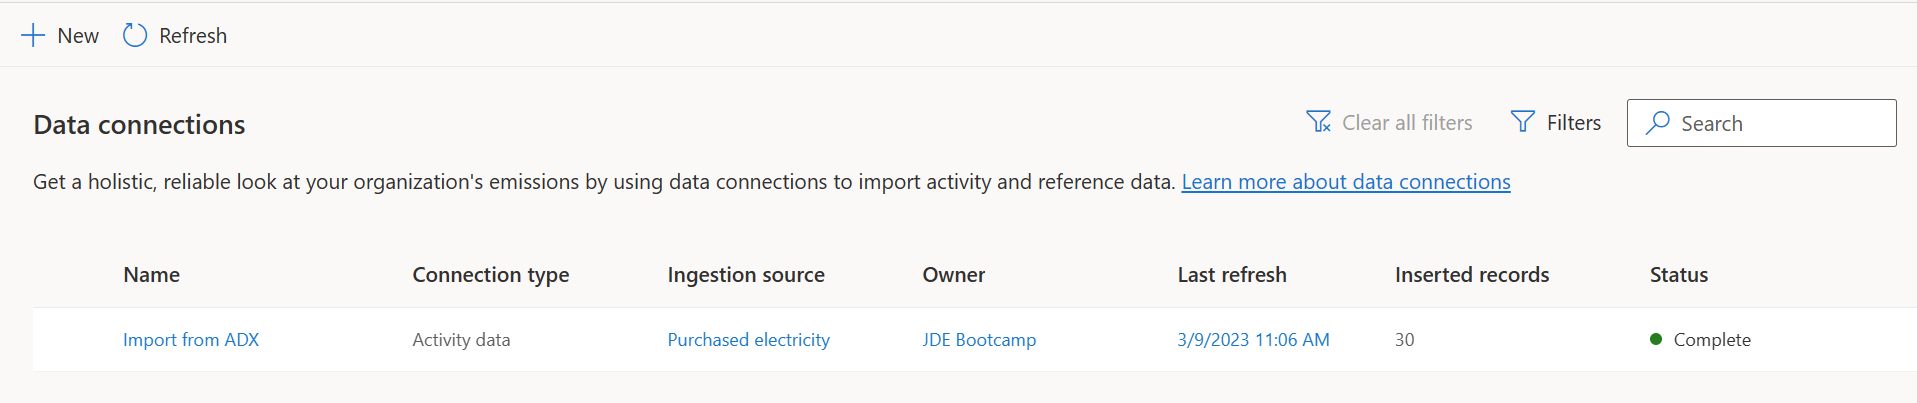 New Refresh
Data connections
Clear all filters Filters Search
Get a holistic, reliable look at your organization's emissions by using data connections to import activity and reference data. Learn more about data connections
Name Connection type Ingestion source Owner Last refresh Inserted records Status
Import from ADX Activity data Purchased electricity JDE Bootcamp 3/9/2023 11:06 AM 30 Complete